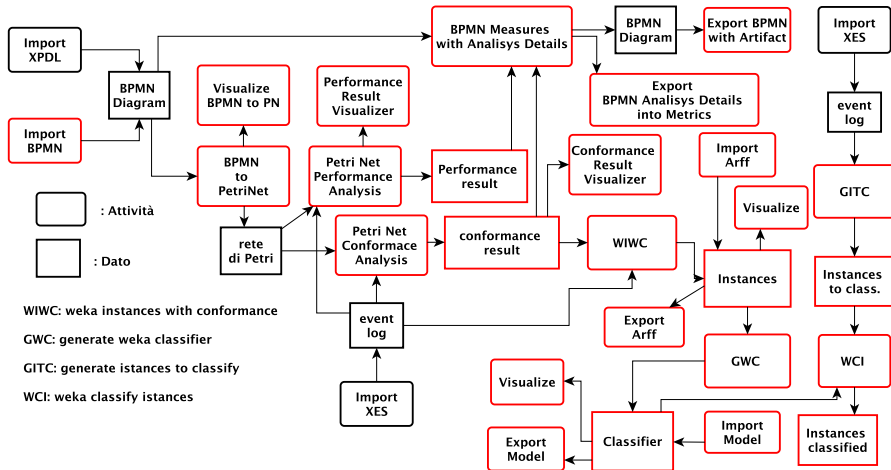 Import
XPDL
BPMN
Diagram
Import
BPMN
Visualize
BPMN to PN
BPMN
to
PetriNet
rete
di Petri
Performance
Result
Visualizer
Petri Net
Performance
Analysis
Petri Net
Conformace
Analysis
event
log
Import
XES
BPMN Measures
with Analisys Details
Performance
result
conformance
result
BPMN
Diagram
Export BPMN
with Artifact
Export
BPMN Analisys Details
into Metrics
Conformance
Result
Visualizer
WIWC
Import
Arff
Visualize
Instances
Export
Arff
GWC
Visualize
Export
Model
Classifier
Import
Model
Import
XES
event
log
GITC
Instances
to class.
WCI
Instances
classified
: Attività
: Dato
WIWC: weka instances with conformance
GWC: generate weka classifier
GITC: generate istances to classify
WCI: weka classify istances